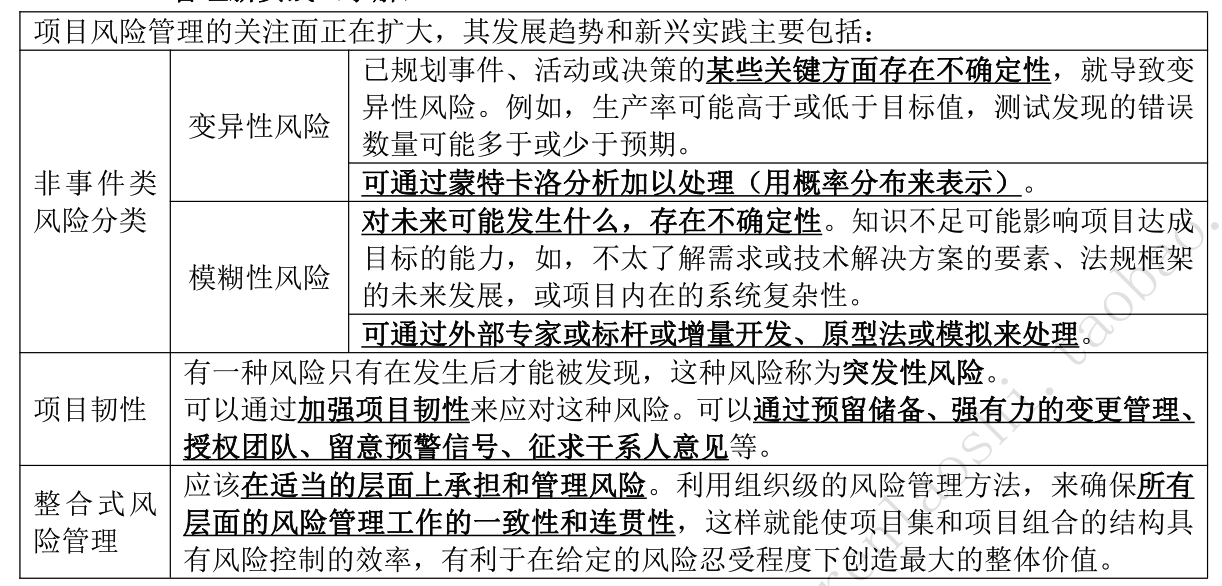 项目风险管理的关注面正在扩大，其发展趋势和新兴实践主要包括：
非事件类
风险分类
变异性风险
已规划事件、活动或决策的某些关键方面存在不确定性，就导致变
异性风险。例如，生产率可能高于或低于目标值，测试发现的错误
数量可能多于或少于预期。
可通过蒙特卡洛分析加以处理（用概率分布来表示）。
模糊性风险
对未来可能发生什么，存在不确定性。知识不足可能影响项目达成
目标的能力，如，不太了解需求或技术解决方案的要素、法规框架
的未来发展，或项目内在的系统复杂性。
可通过外部专家或标杆或增量开发、原型法或模拟来处理。
项目韧性
有一种风险只有在发生后才能被发现，这种风险称为突发性风险。
可以通过加强项目韧性来应对这种风险。可以通过预留储备、强有力的变更管理、
授权团队、留意预警信号、征求干系人意见等。
整合式风
险管理
应该在适当的层面上承担和管理风险。利用组织级的风险管理方法，来确保所有
层面的风险管理工作的一致性和连贯性，这样就能使项目集和项目组合的结构具
有风险控制的效率，有利于在给定的风险忍受程度下创造最大的整体价值。